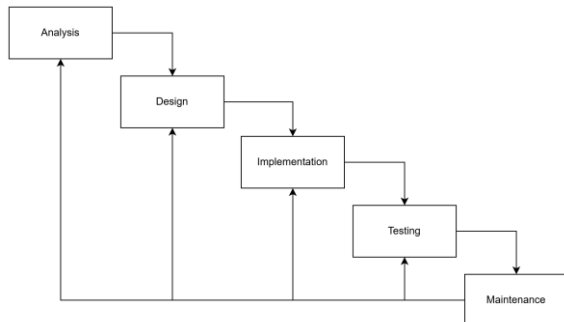 Analysis
Design
Implementation
Testing
Maintenance